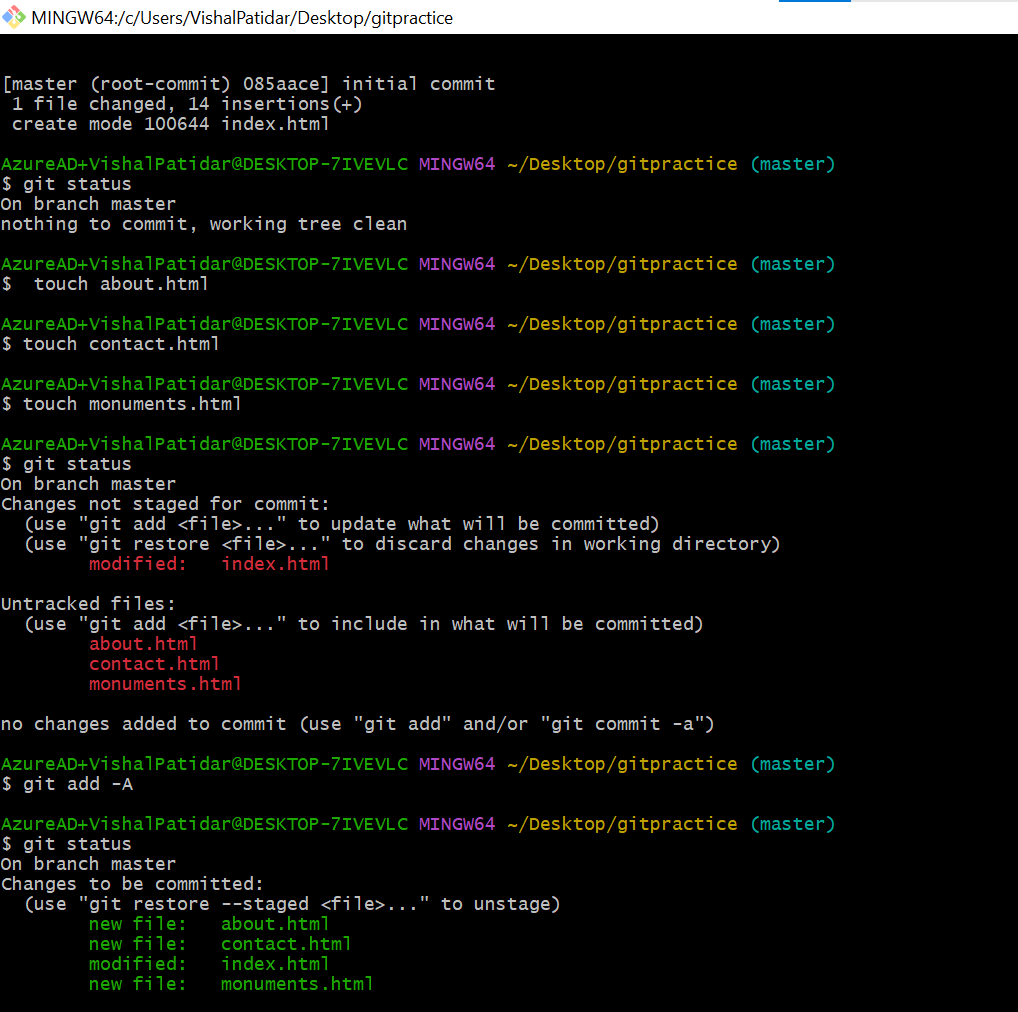 MINGW64:/c/Users/VishalPatidar/Desktop/gitpractice
[master (root-commit) 085aace] initial commit
 1 file changed, 14 insertions(+)
 create mode 100644 index.html
AzureAD+VishalPatidar@DESKTOP-7IVEVLC MINGW64 ~/Desktop/gitpractice (master)
$ git status
On branch master
nothing to commit, working tree clean
AzureAD+VishalPatidar@DESKTOP-7IVEVLC MINGW64 ~/Desktop/gitpractice (master)
$  touch about.html
AzureAD+VishalPatidar@DESKTOP-7IVEVLC MINGW64 ~/Desktop/gitpractice (master)
$ touch contact.html
AzureAD+VishalPatidar@DESKTOP-7IVEVLC MINGW64 ~/Desktop/gitpractice (master)
$ touch monuments.html
AzureAD+VishalPatidar@DESKTOP-7IVEVLC MINGW64 ~/Desktop/gitpractice (master)
$ git status
On branch master
Changes not staged for commit:
  (use "git add <file>..." to update what will be committed)
  (use "git restore <file>..." to discard changes in working directory)
        modified:   index.html
Untracked files:
  (use "git add <file>..." to include in what will be committed)
        about.html
        contact.html
        monuments.html
no changes added to commit (use "git add" and/or "git commit -a")
AzureAD+VishalPatidar@DESKTOP-7IVEVLC MINGW64 ~/Desktop/gitpractice (master)
$ git add -A
AzureAD+VishalPatidar@DESKTOP-7IVEVLC MINGW64 ~/Desktop/gitpractice (master)
$ git status
On branch master
Changes to be committed:
  (use "git restore --staged <file>..." to unstage)
        new file:   about.html
        new file:   contact.html
        modified:   index.html
        new file:   monuments.html